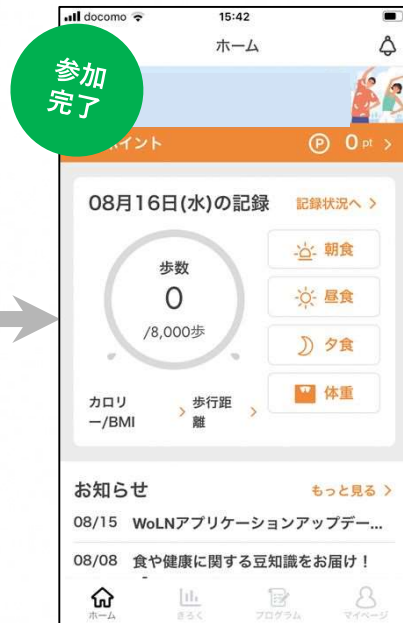 docomo 15:42
ホーム
参加
完了
イント P 0 pt >
08月16日(水)の記録 記録状況へ >
歩数
0
/8,000歩
朝食
昼食
夕食
体重
カロリ
ー/BMI >
歩行距
離 >
お知らせ もっと見る >
08/15 WoLNアプリケーションアップデー...
08/08 食や健康に関する豆知識をお届け！
ホーム きろく プログラム マイページ